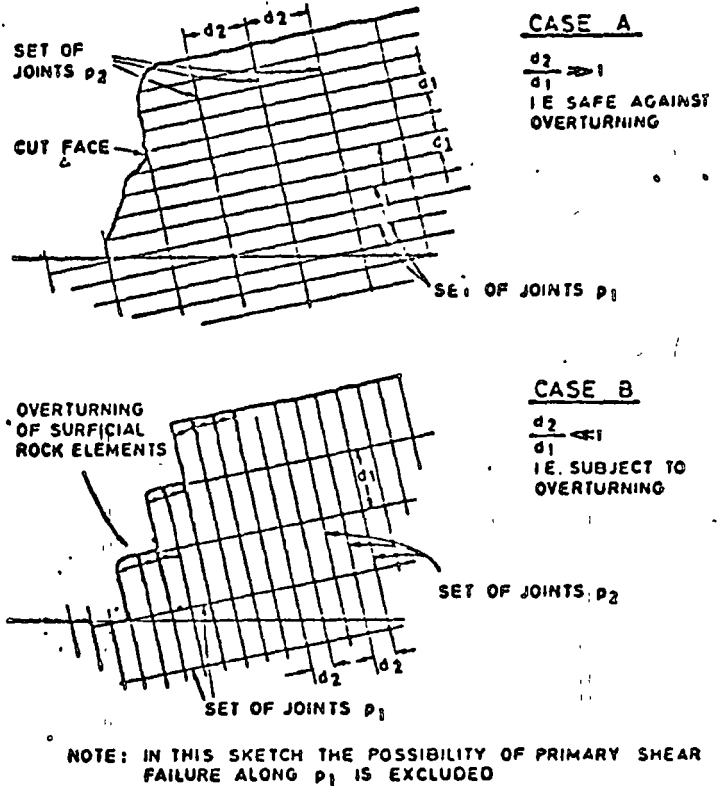 d2 d2
CASE A
SET OF
JOINTS p2
d2
d1 ≫ 1
I E SAFE AGAINST
OVERTURNING
d1
CUT FACE
d1
SET OF JOINTS p1
CASE B
OVERTURNING
OF SURFICIAL
ROCK ELEMENTS
d2
d1 ≪ 1
I E. SUBJECT TO
OVERTURNING
d1
SET OF JOINTS p2
d2 d2
SET OF JOINTS p1
NOTE: IN THIS SKETCH THE POSSIBILITY OF PRIMARY SHEAR
FAILURE ALONG p1 IS EXCLUDED